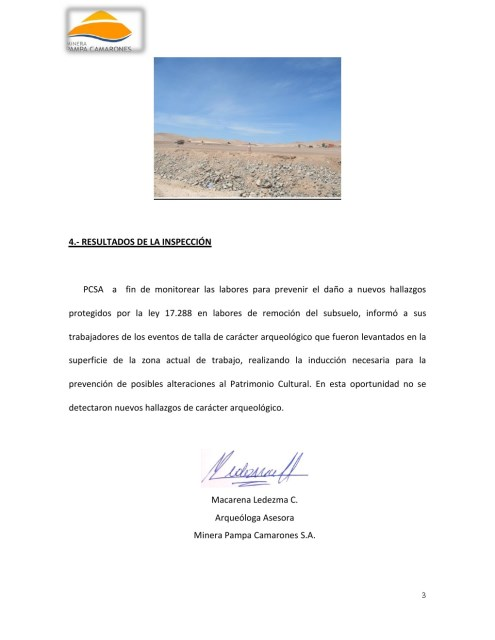 MINERA
PAMPA CAMARONES
4.- RESULTADOS DE LA INSPECCIÓN
PCSA a fin de monitorear las labores para prevenir el daño a nuevos hallazgos
protegidos por la ley 17.288 en labores de remoción del subsuelo, informó a sus
trabajadores de los eventos de talla de carácter arqueológico que fueron levantados en la
superficie de la zona actual de trabajo, realizando la inducción necesaria para la
prevención de posibles alteraciones al Patrimonio Cultural. En esta oportunidad no se
detectaron nuevos hallazgos de carácter arqueológico.
Macarena Ledezma C.
Arqueóloga Asesora
Minera Pampa Camarones S.A.
3